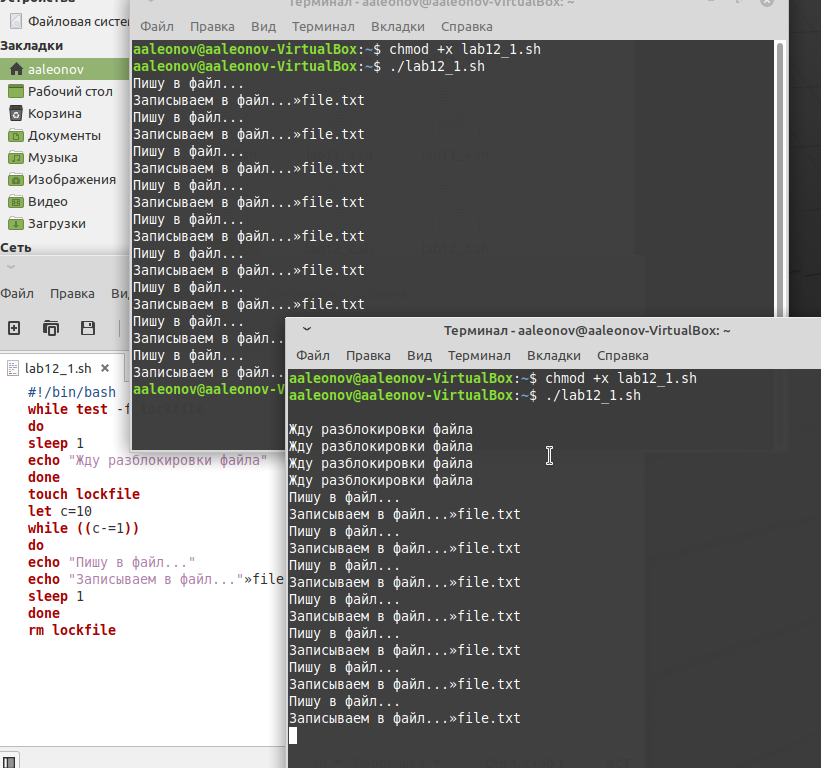 Устройства
Файловая систе
Закладки
aaleonov
Рабочий стол
Корзина
Документы
Музыка
Изображения
Видео
Загрузки
Сеть
Терминал - aaleonov@aaleonov-VirtualBox: ~
Файл Правка Вид Терминал Вкладки Справка
aaleonov@aaleonov-VirtualBox:~$ chmod +x lab12_1.sh
aaleonov@aaleonov-VirtualBox:~$ ./lab12_1.sh
Пишу в файл...
Записываем в файл...»file.txt
Пишу в файл...
Записываем в файл...»file.txt
Пишу в файл...
Записываем в файл...»file.txt
Пишу в файл...
Записываем в файл...»file.txt
Пишу в файл...
Записываем в файл...»file.txt
Пишу в файл...
Записываем в файл...»file.txt
Пишу в файл...
Записываем в файл...»file.txt
Пишу в файл...
Записываем в файл..
Пишу в файл...
Записываем в файл..
aaleonov@aaleonov-V
Файл Правка Ви
lab12_1.sh
#!/bin/bash
while test -f lockfile
do
sleep 1
echo "Жду разблокировки файла"
done
touch lockfile
let c=10
while ((c-=1))
do
echo "Пишу в файл..."
echo "Записываем в файл..."»file
sleep 1
done
rm lockfile
Терминал - aaleonov@aaleonov-VirtualBox: ~
Файл Правка Вид Терминал Вкладки Справка
aaleonov@aaleonov-VirtualBox:~$ chmod +x lab12_1.sh
aaleonov@aaleonov-VirtualBox:~$ ./lab12_1.sh
Жду разблокировки файла
Жду разблокировки файла
Жду разблокировки файла
Жду разблокировки файла
Пишу в файл...
Записываем в файл...»file.txt
Пишу в файл...
Записываем в файл...»file.txt
Пишу в файл...
Записываем в файл...»file.txt
Пишу в файл...
Записываем в файл...»file.txt
Пишу в файл...
Записываем в файл...»file.txt
Пишу в файл...
Записываем в файл...»file.txt
Пишу в файл...
Записываем в файл...»file.txt